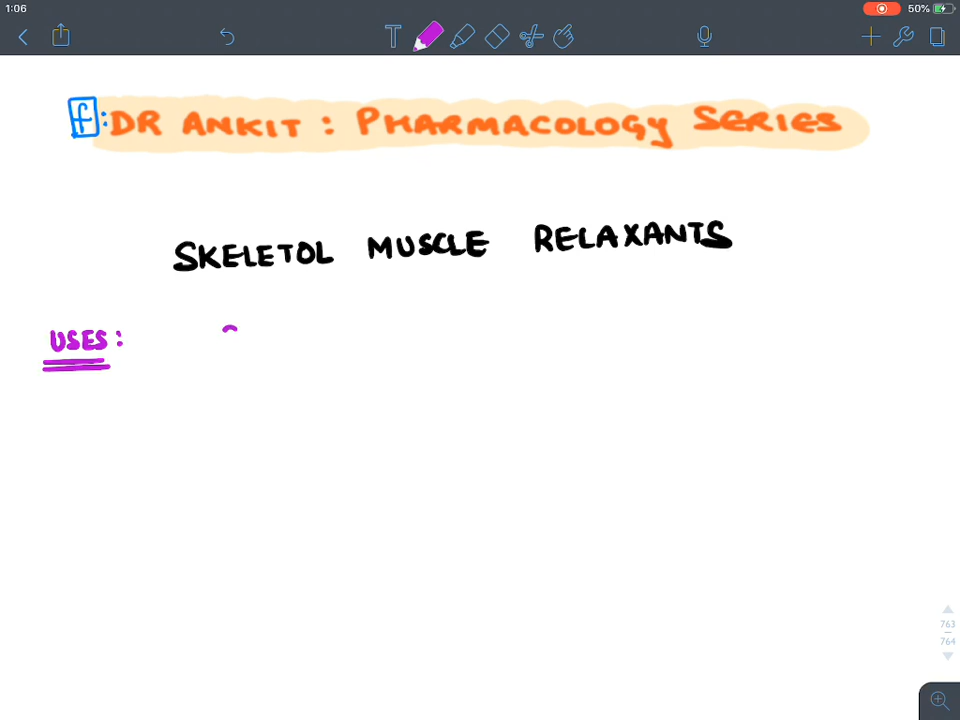 1:06
50%
f: DR ANKIT : PHARMACOLOGY SERIES
SKELETOL MUSCLE RELAXANTS
USES:
763
764